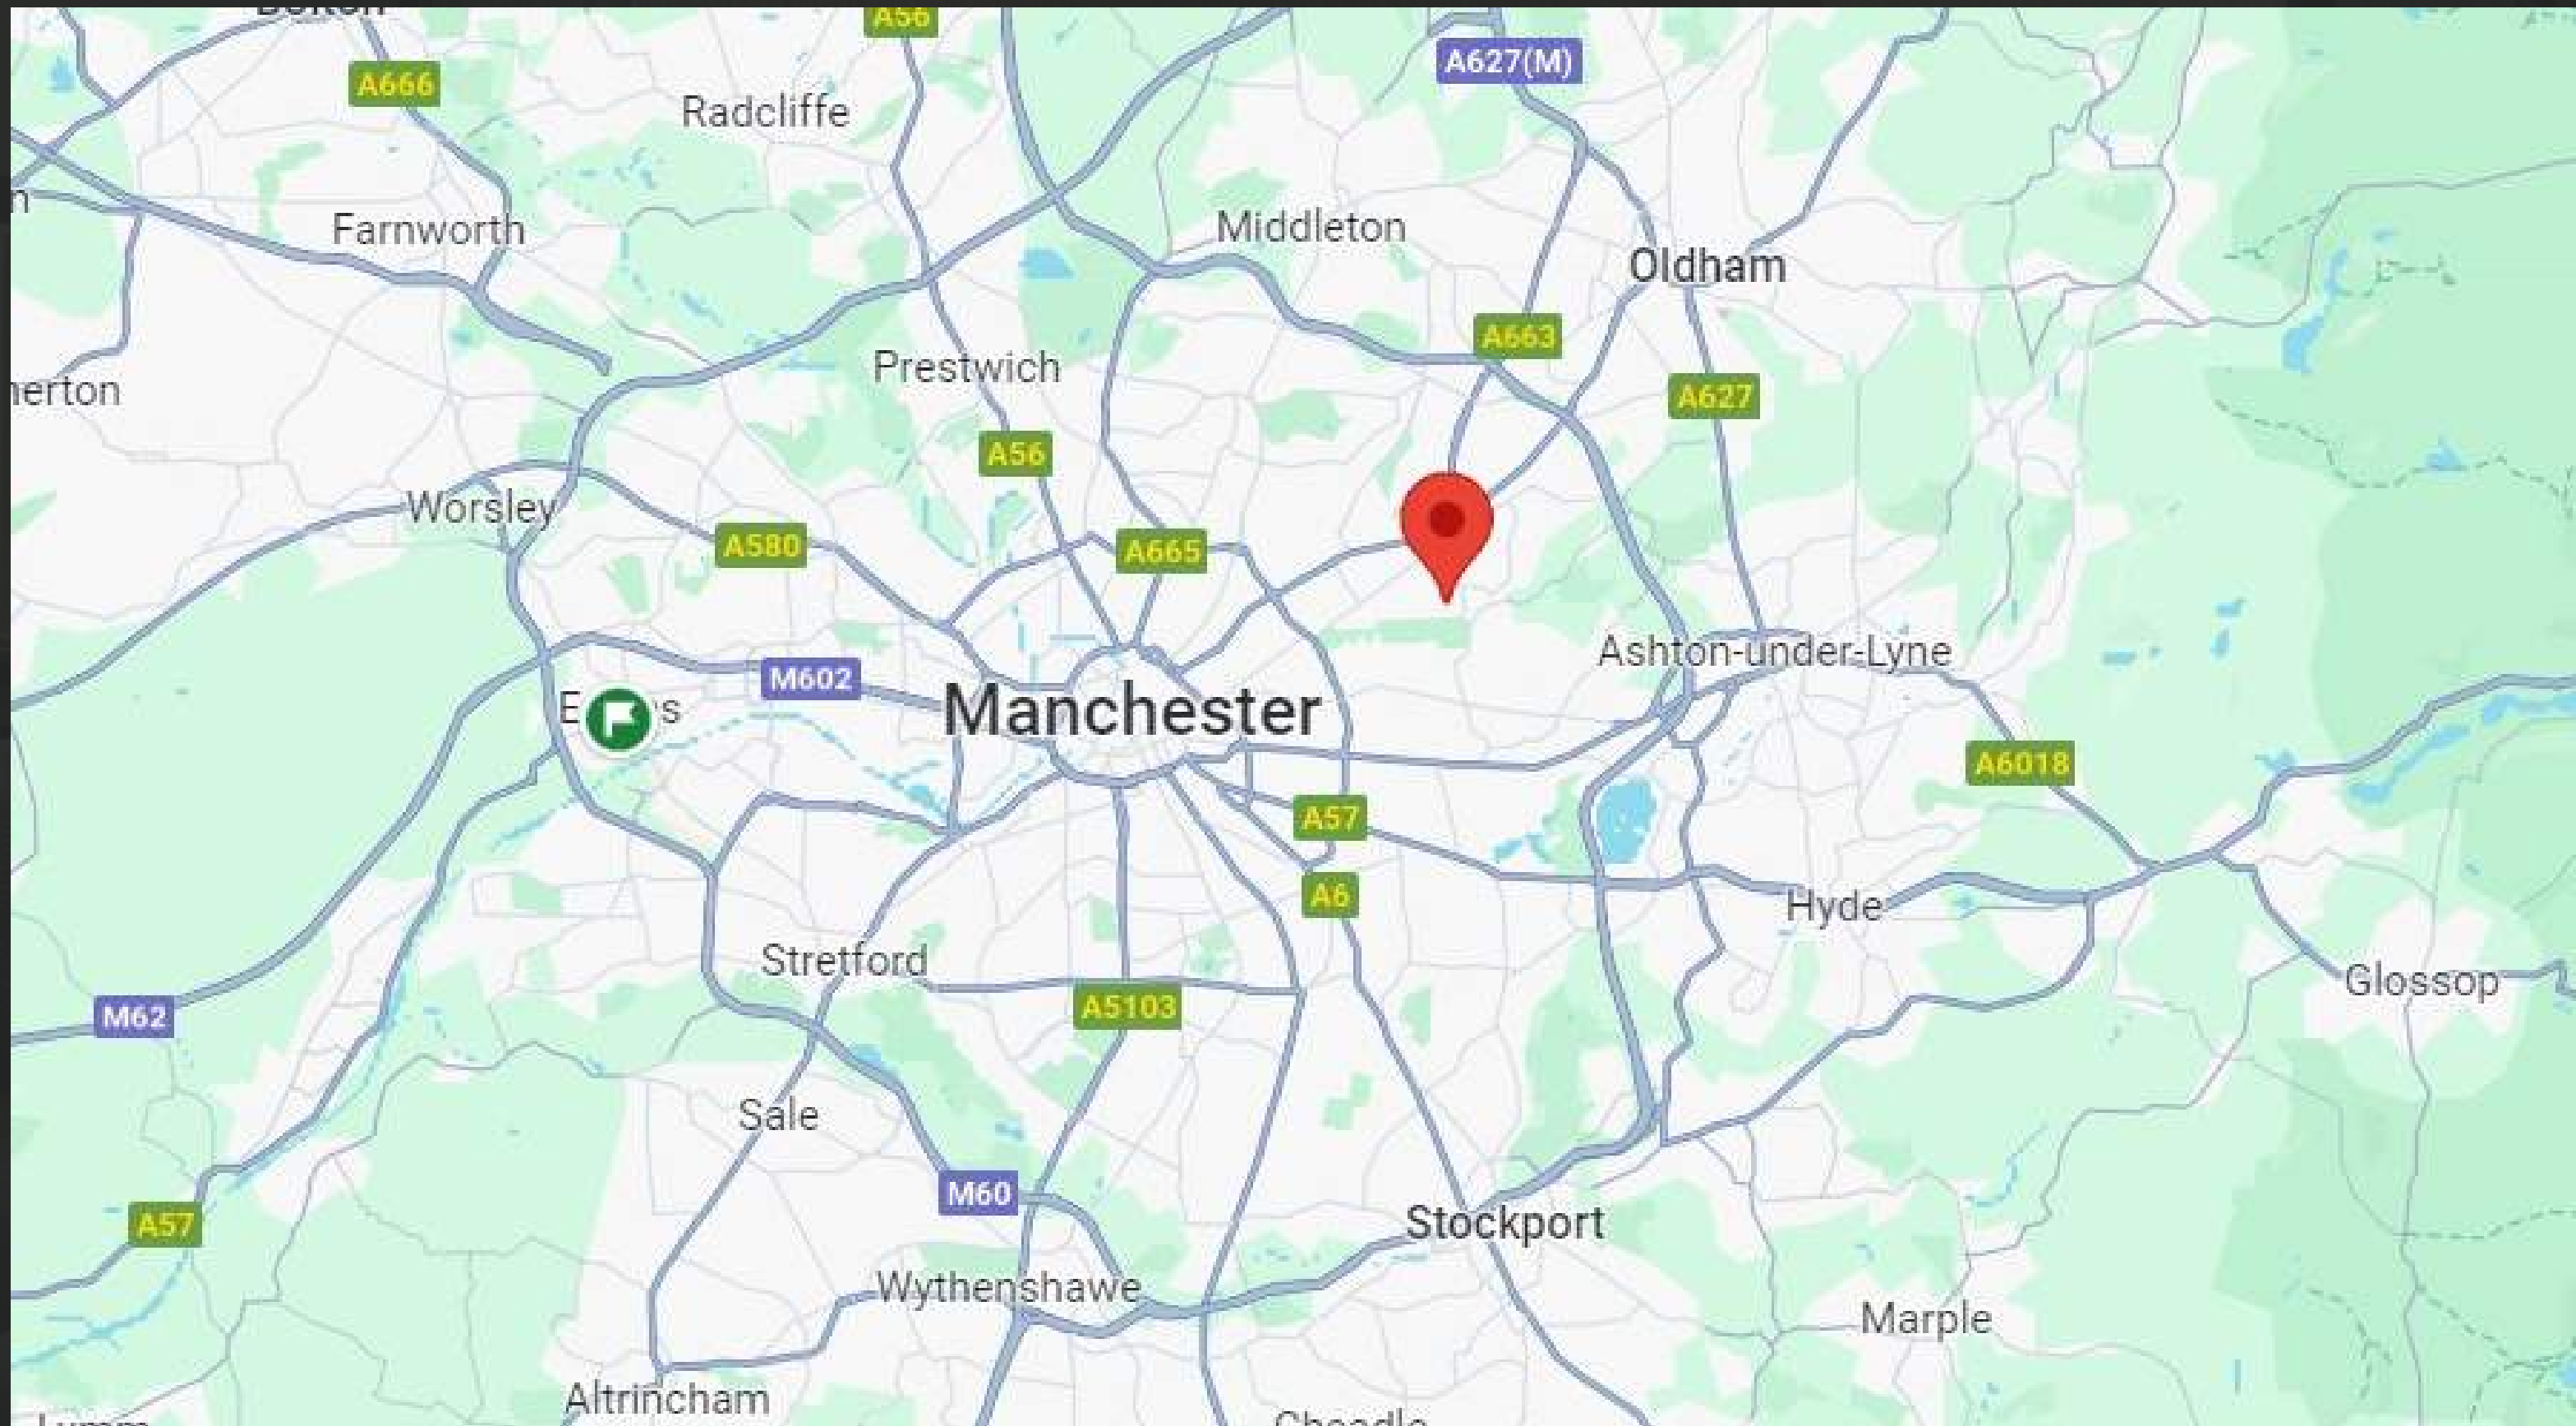 A56
A627(M)
A666
Radcliffe
Farnworth
Middleton
Oldham
A663
Prestwich
A627
A56
Worsley
A580
A665
Ashton-under-Lyne
M602
Manchester
A6018
A57
A6
Hyde
Stretford
Glossop
A5103
M62
Sale
M60
A57
Stockport
Wythenshawe
Marple
Altrincham